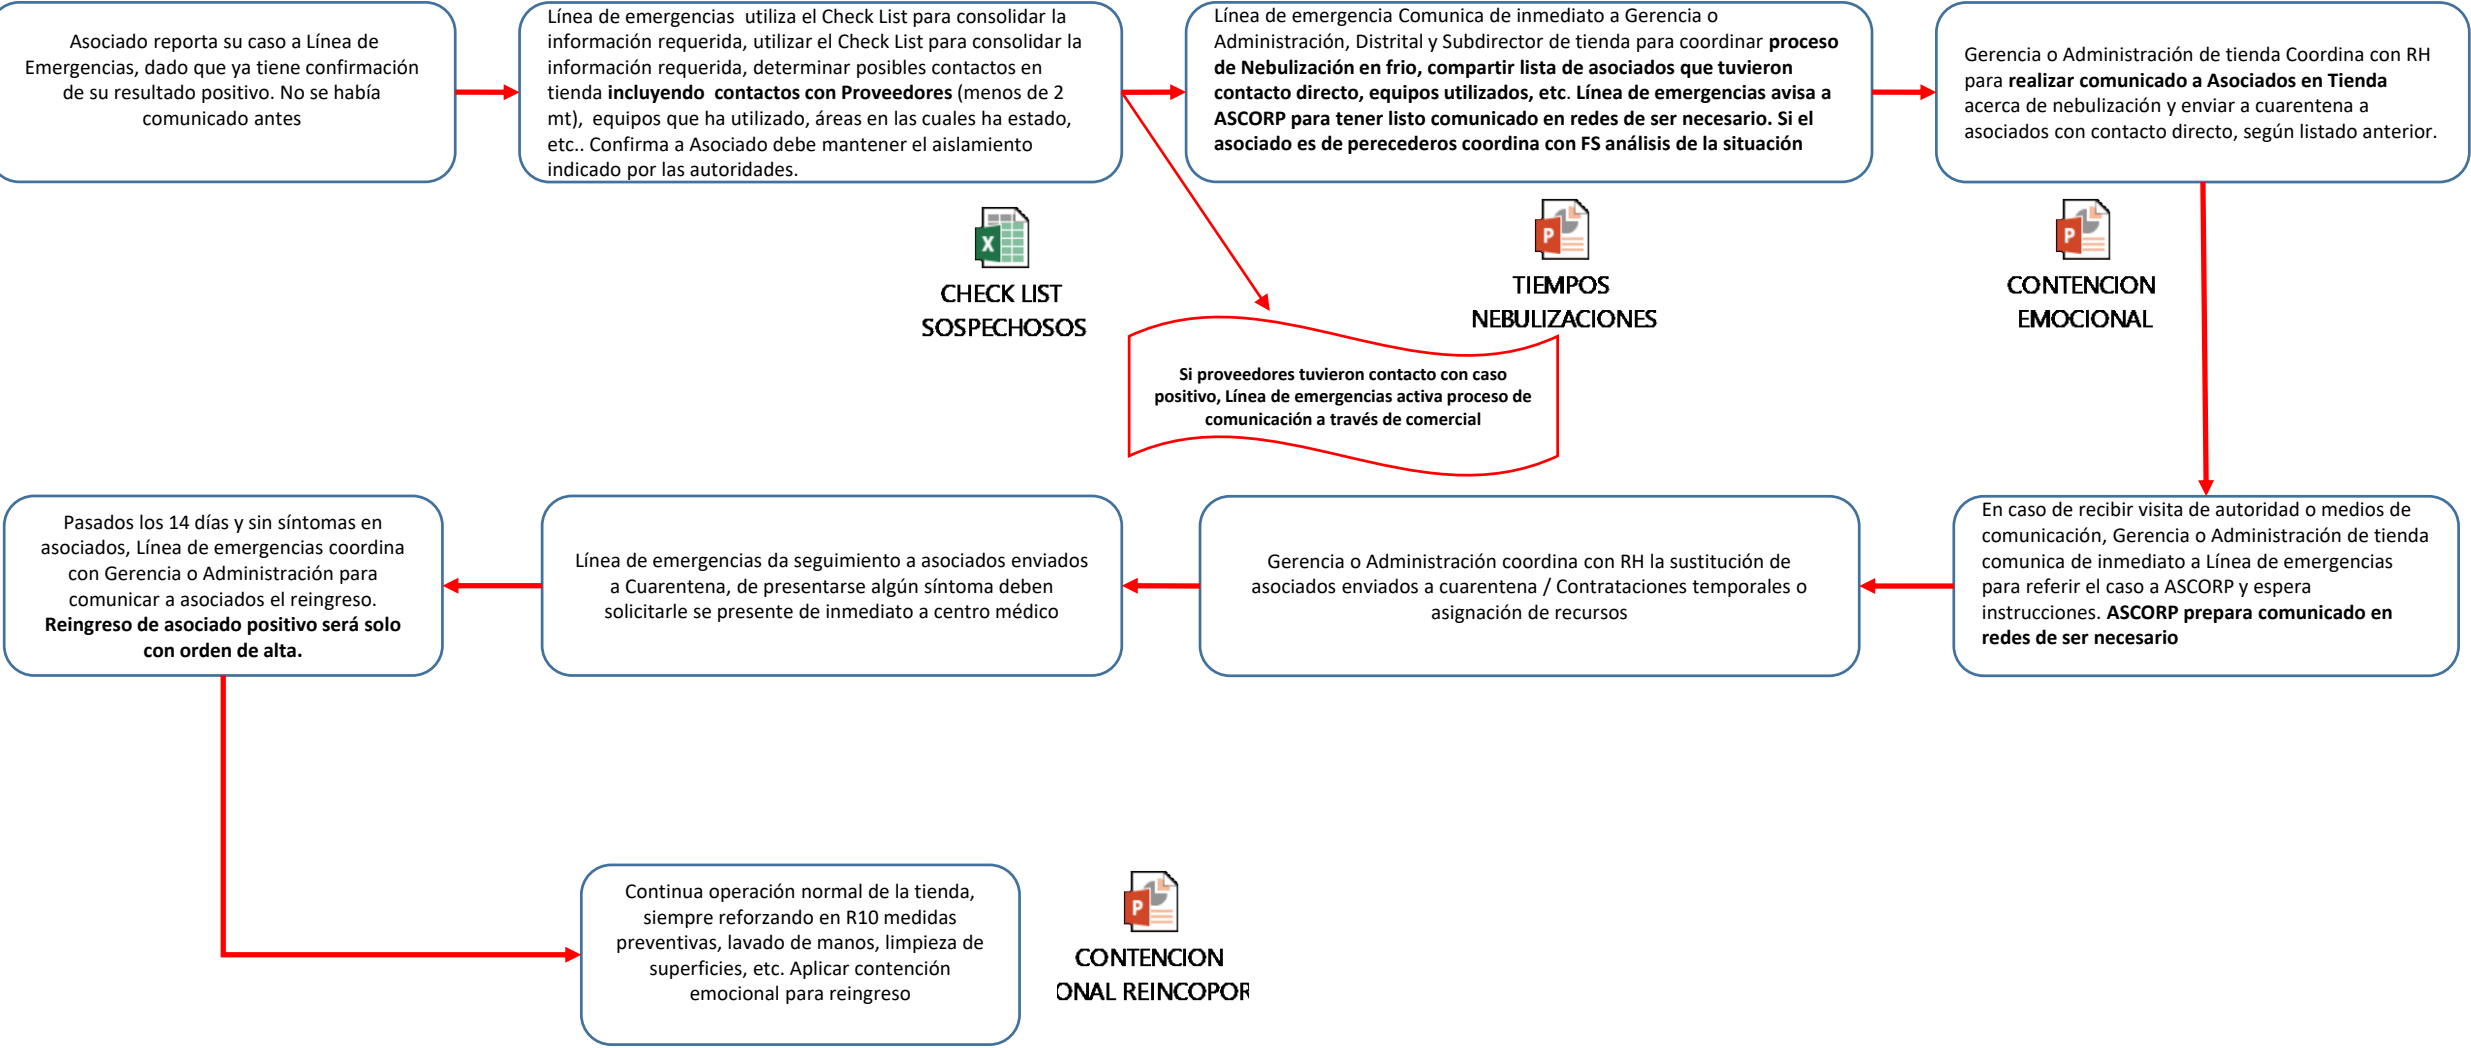 Asociado reporta su caso a Línea de
Emergencias, dado que ya tiene confirmación
de su resultado positivo. No se había
comunicado antes
Línea de emergencias  utiliza el Check List para consolidar la
información requerida, utilizar el Check List para consolidar la
información requerida, determinar posibles contactos en
tienda incluyendo  contactos con Proveedores (menos de 2
mt),  equipos que ha utilizado, áreas en las cuales ha estado,
etc.. Confirma a Asociado debe mantener el aislamiento
indicado por las autoridades.
Línea de emergencia Comunica de inmediato a Gerencia o
Administración, Distrital y Subdirector de tienda para coordinar proceso
de Nebulización en frio, compartir lista de asociados que tuvieron
contacto directo, equipos utilizados, etc. Línea de emergencias avisa a
ASCORP para tener listo comunicado en redes de ser necesario. Si el
asociado es de perecederos coordina con FS análisis de la situación
Gerencia o Administración de tienda Coordina con RH
para realizar comunicado a Asociados en Tienda
acerca de nebulización y enviar a cuarentena a
asociados con contacto directo, según listado anterior.
CHECK LIST
SOSPECHOSOS
TIEMPOS
NEBULIZACIONES
CONTENCION
EMOCIONAL
Si proveedores tuvieron contacto con caso
positivo, Línea de emergencias activa proceso de
comunicación a través de comercial
En caso de recibir visita de autoridad o medios de
comunicación, Gerencia o Administración de tienda
comunica de inmediato a Línea de emergencias
para referir el caso a ASCORP y espera
instrucciones. ASCORP prepara comunicado en
redes de ser necesario
Gerencia o Administración coordina con RH la sustitución de
asociados enviados a cuarentena / Contrataciones temporales o
asignación de recursos
Línea de emergencias da seguimiento a asociados enviados
a Cuarentena, de presentarse algún síntoma deben
solicitarle se presente de inmediato a centro médico
Pasados los 14 días y sin síntomas en
asociados, Línea de emergencias coordina
con Gerencia o Administración para
comunicar a asociados el reingreso.
Reingreso de asociado positivo será solo
con orden de alta.
Continua operación normal de la tienda,
siempre reforzando en R10 medidas
preventivas, lavado de manos, limpieza de
superficies, etc. Aplicar contención
emocional para reingreso
CONTENCION
ONAL REINCOPOR